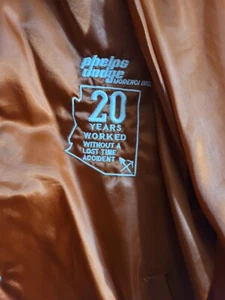 phelps
dodge
MORENCI INC.
20
YEARS
WORKED
WITHOUT A
LOST TIME
ACCIDENT